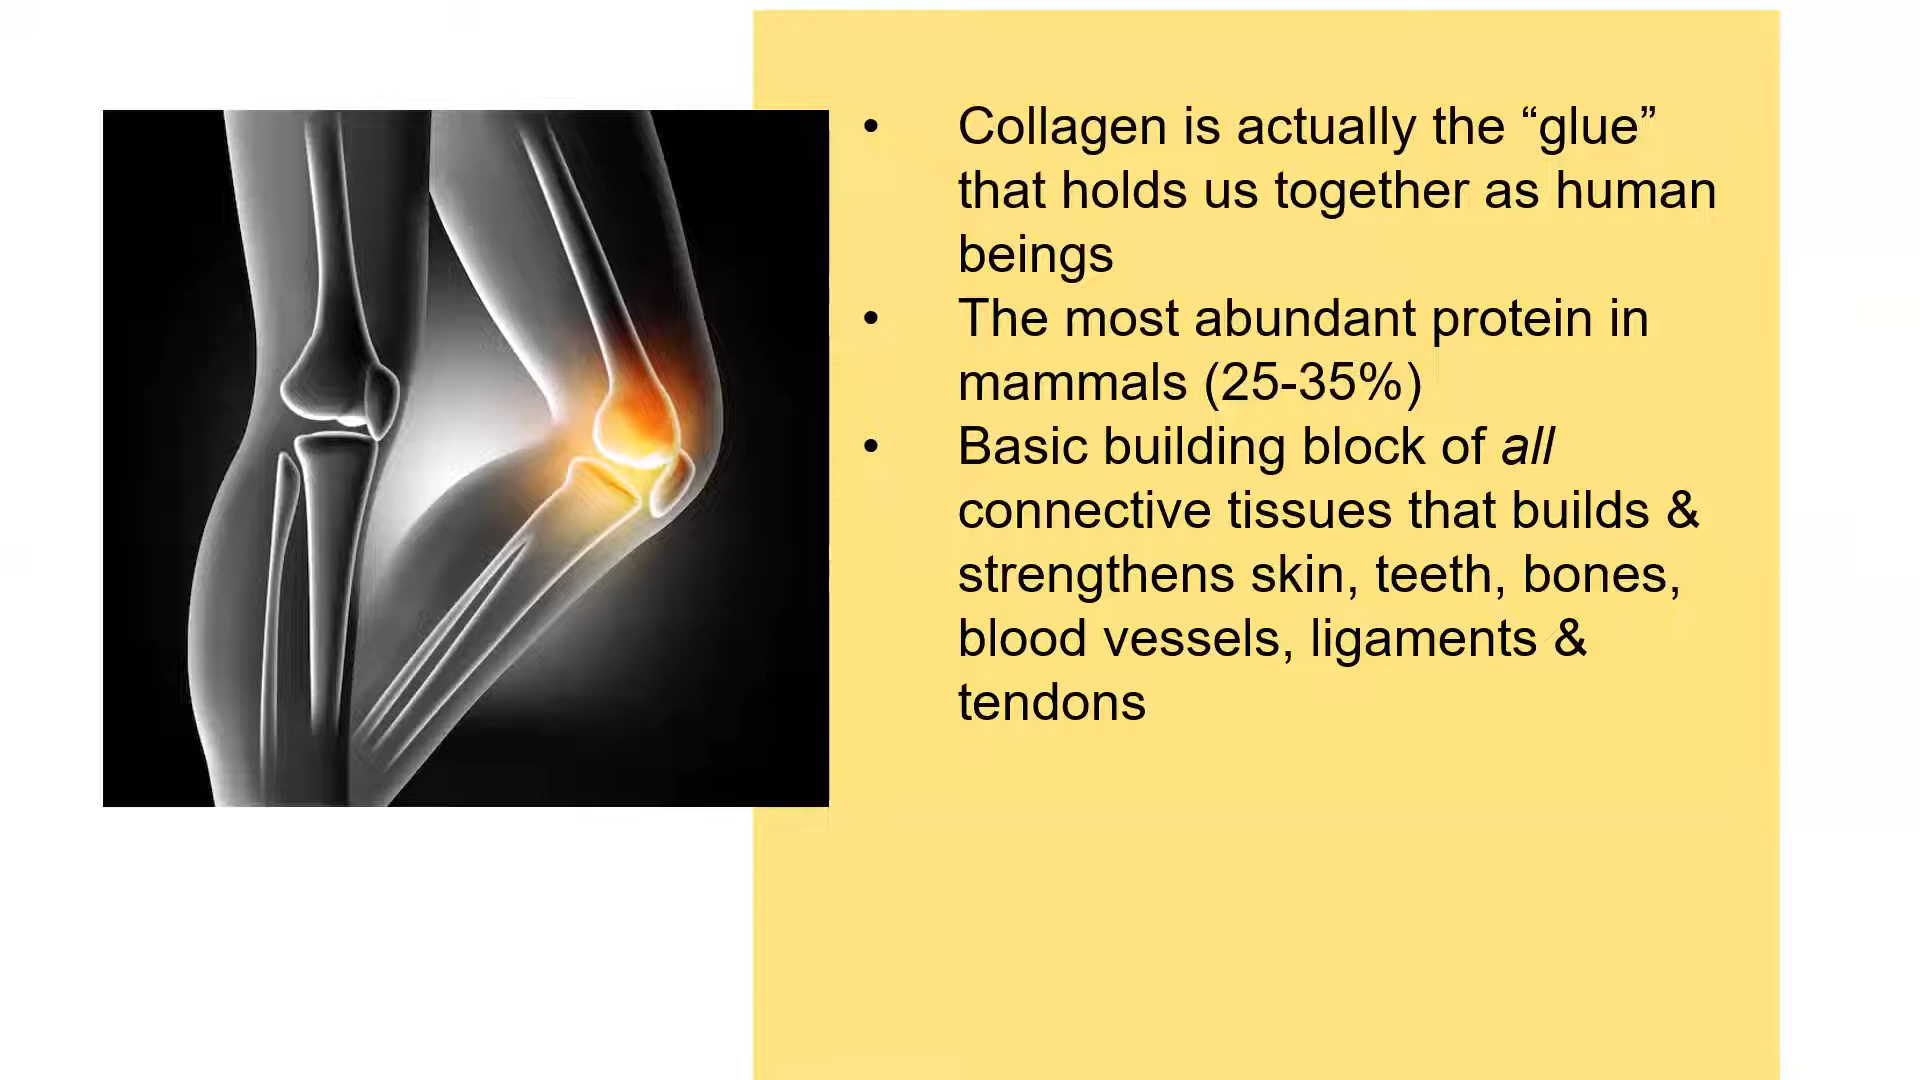 • Collagen is actually the “glue”
that holds us together as human
beings
• The most abundant protein in
mammals (25-35%)
• Basic building block of all
connective tissues that builds &
strengthens skin, teeth, bones,
blood vessels, ligaments &
tendons